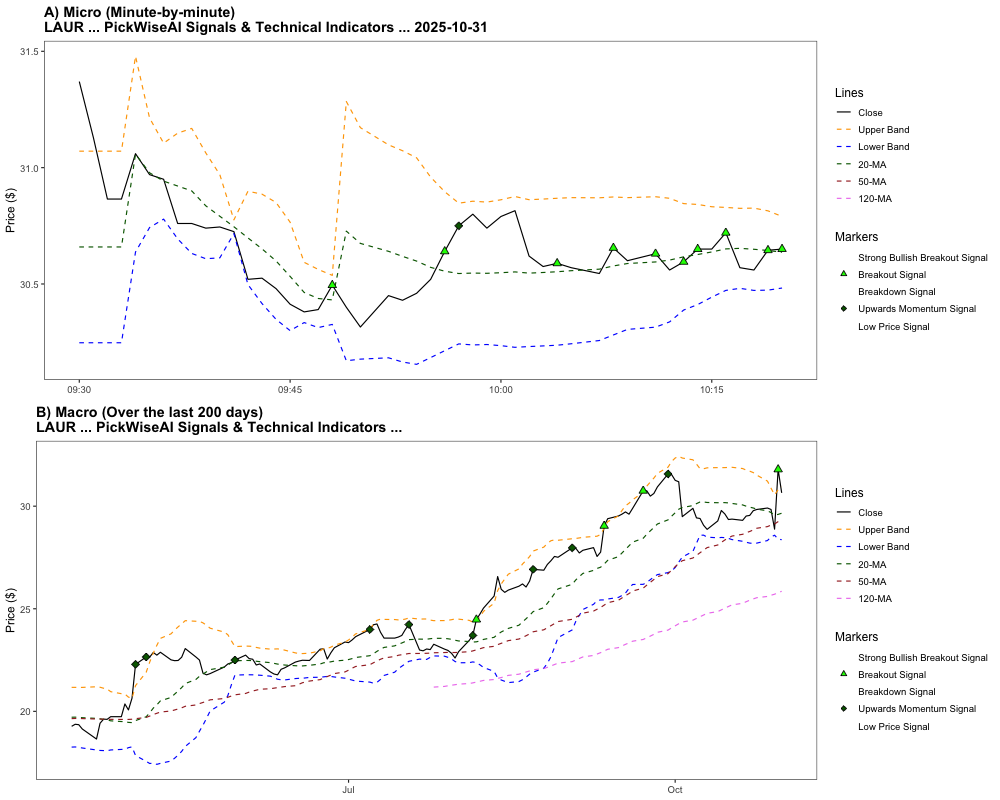 A) Micro (Minute-by-minute)
LAUR ... PickWiseAI Signals & Technical Indicators ... 2025-10-31
31.5
31.0
30.5
Price ($)
09:30
09:45
10:00
10:15
Lines
Close
Upper Band
Lower Band
20-MA
50-MA
120-MA
Markers
Strong Bullish Breakout Signal
Breakout Signal
Breakdown Signal
Upwards Momentum Signal
Low Price Signal
B) Macro (Over the last 200 days)
LAUR ... PickWiseAI Signals & Technical Indicators ...
30
25
20
Price ($)
Jul
Oct
Lines
Close
Upper Band
Lower Band
20-MA
50-MA
120-MA
Markers
Strong Bullish Breakout Signal
Breakout Signal
Breakdown Signal
Upwards Momentum Signal
Low Price Signal